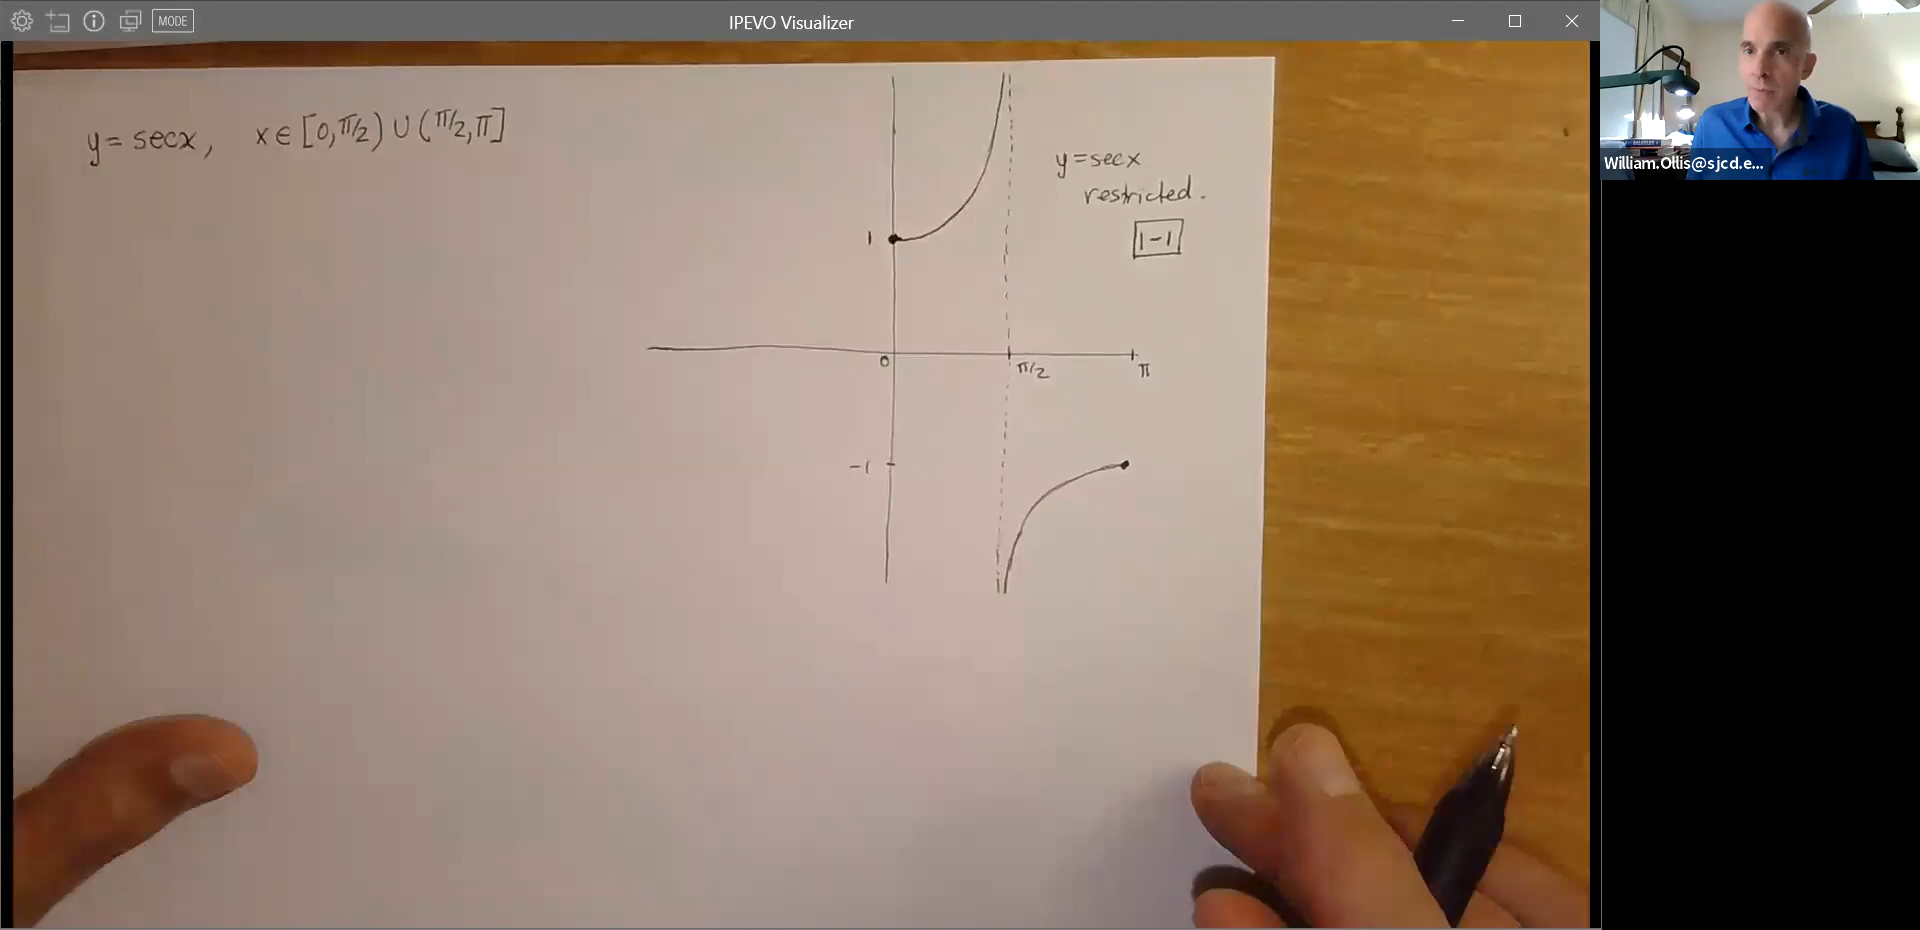 MODE
IPEVO Visualizer
y = secx, x ∈ [0, π/2) ∪ (π/2, π]
y = secx
restricted.
1-1
1
0
π/2
π
-1
William.Ollis@sjcd.e...